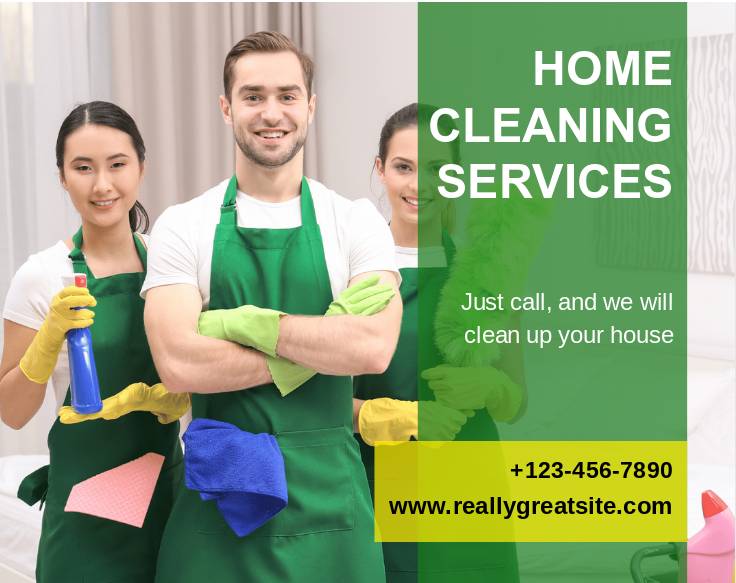 HOME
CLEANING
SERVICES
Just call, and we will
clean up your house
+123-456-7890
www.reallygreatsite.com